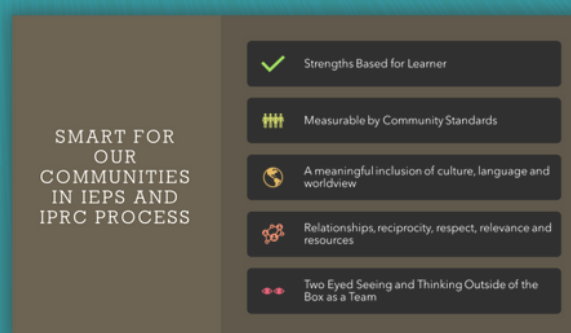 SMART FOR
OUR
COMMUNITIES
IN IEPS AND
IPRC PROCESS
Strengths Based for Learner
Measurable by Community Standards
A meaningful inclusion of culture, language and
worldview
Relationships, reciprocity, respect, relevance and
resources
Two Eyed Seeing and Thinking Outside of the
Box as a Team